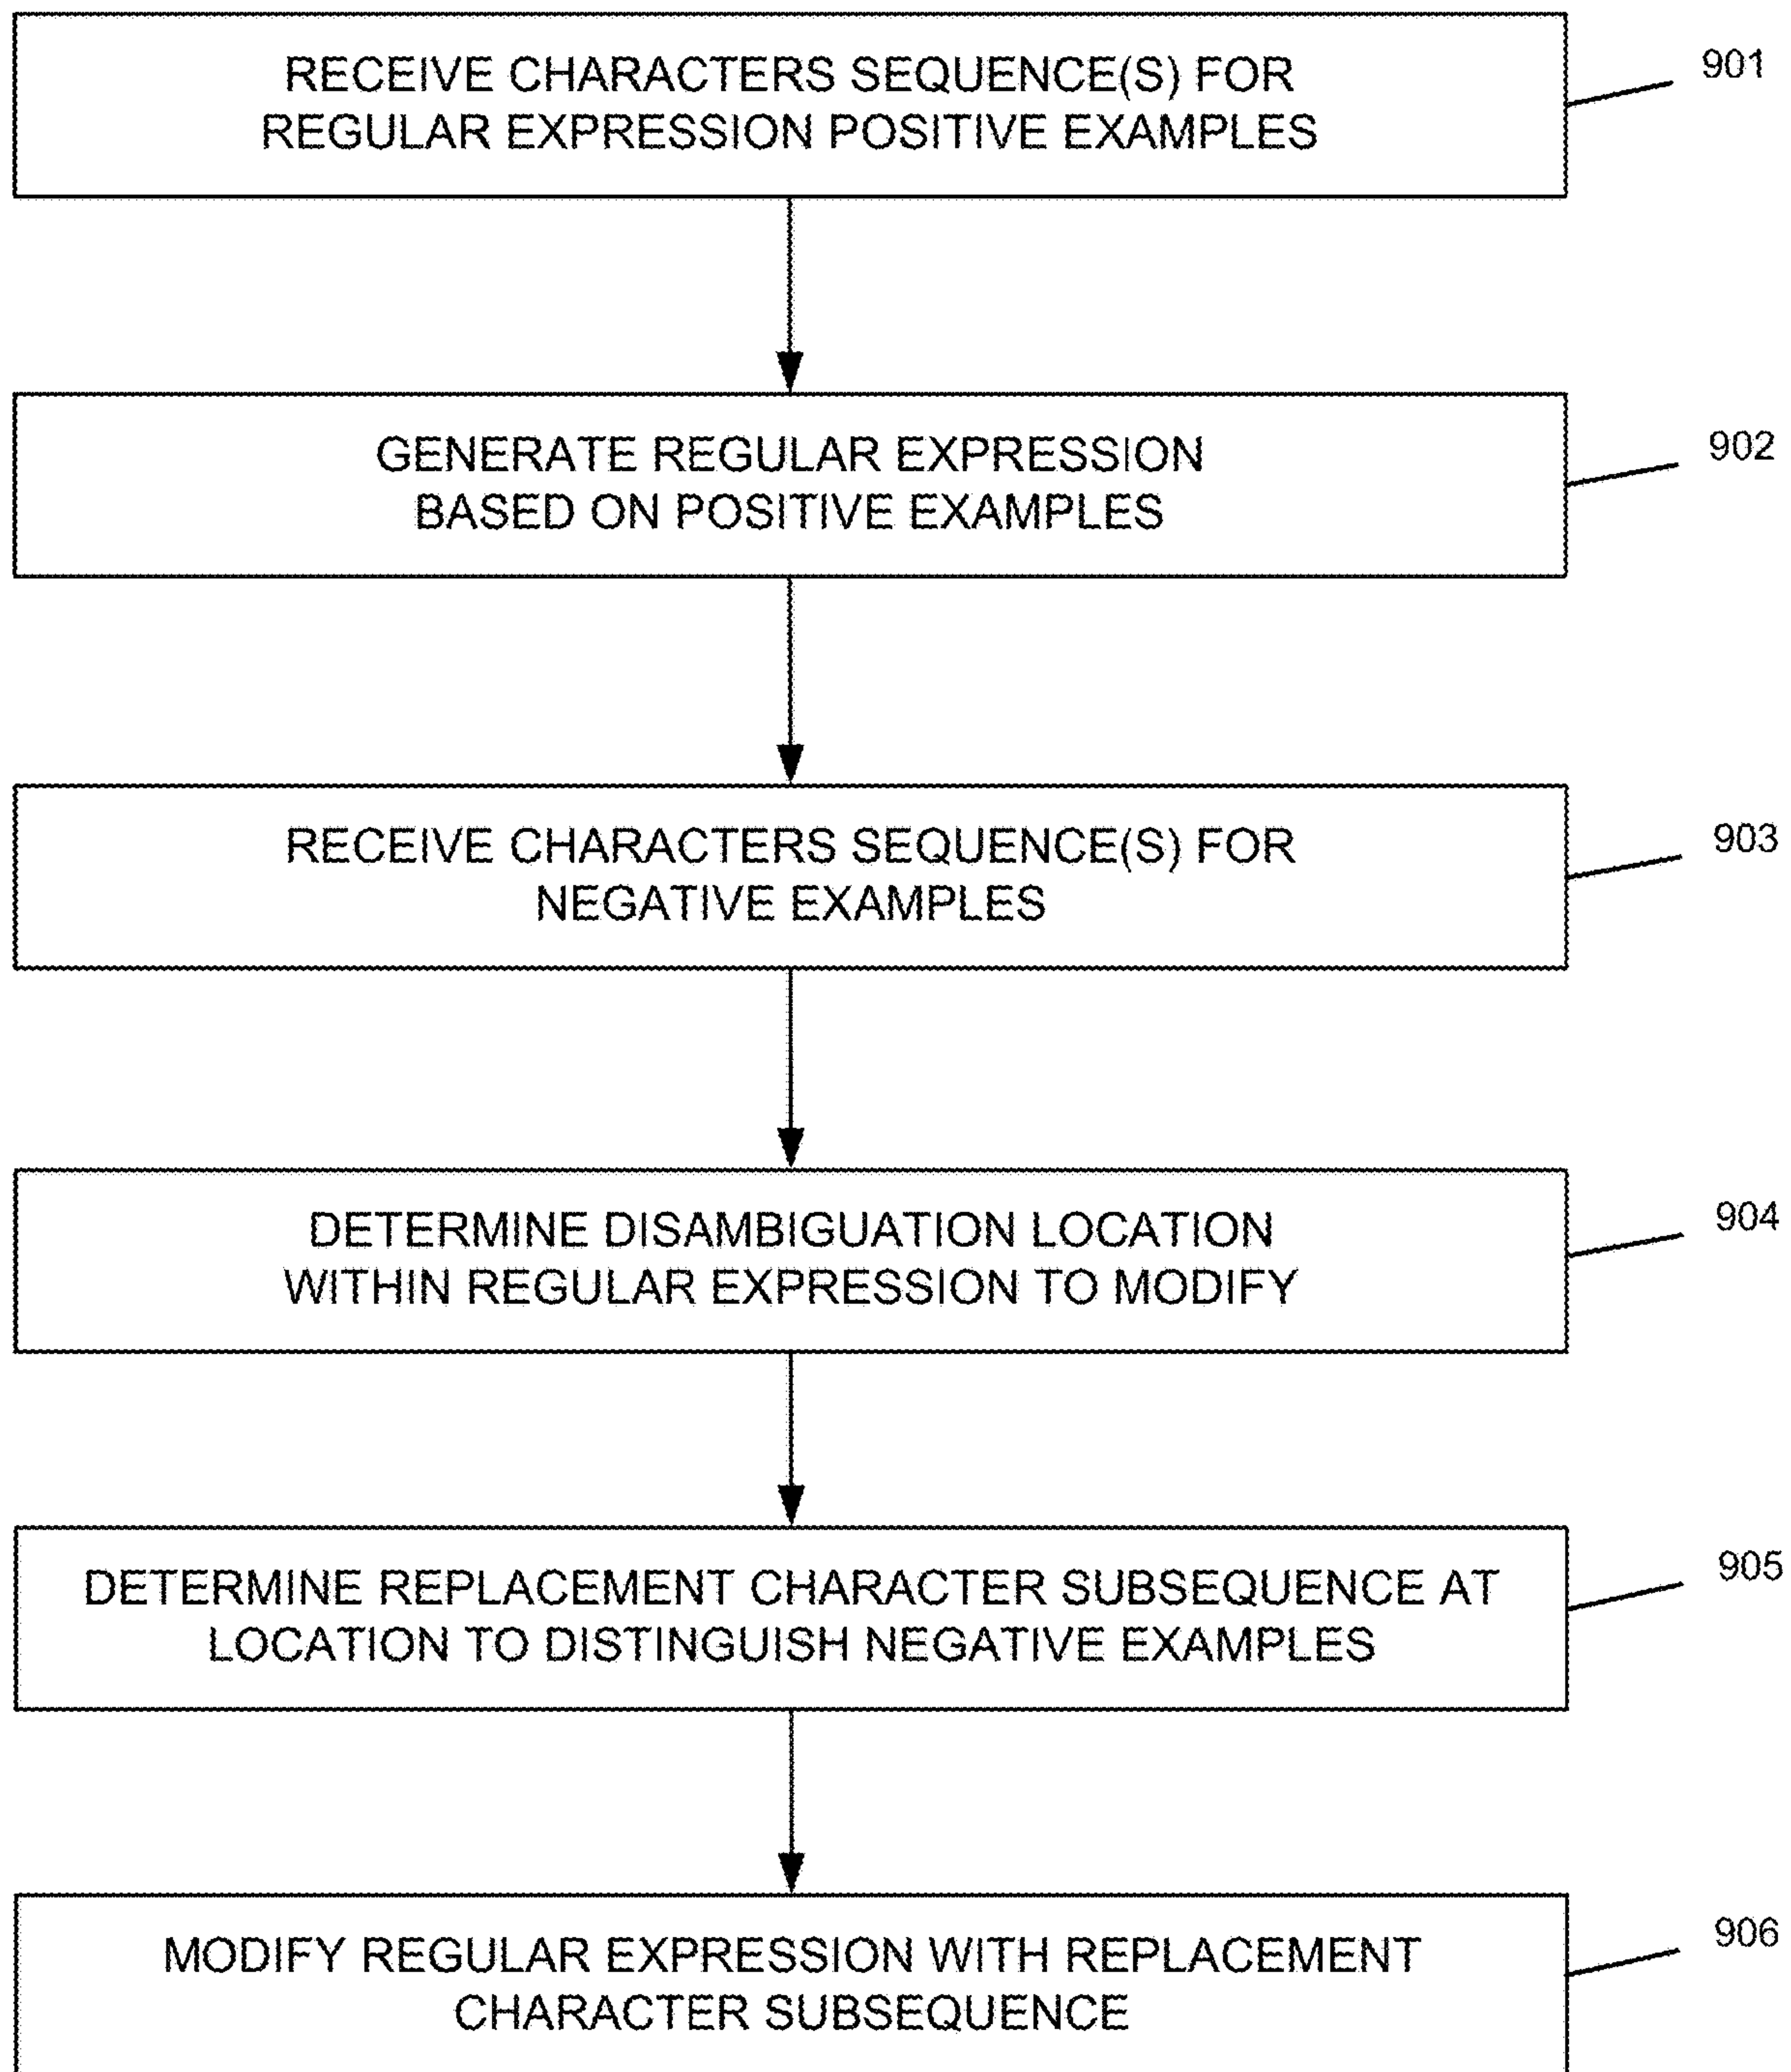 RECEIVE CHARACTERS SEQUENCE(S) FOR
REGULAR EXPRESSION POSITIVE EXAMPLES
901
GENERATE REGULAR EXPRESSION
BASED ON POSITIVE EXAMPLES
902
RECEIVE CHARACTERS SEQUENCE(S) FOR
NEGATIVE EXAMPLES
903
DETERMINE DISAMBIGUATION LOCATION
WITHIN REGULAR EXPRESSION TO MODIFY
904
DETERMINE REPLACEMENT CHARACTER SUBSEQUENCE AT
LOCATION TO DISTINGUISH NEGATIVE EXAMPLES
905
MODIFY REGULAR EXPRESSION WITH REPLACEMENT
CHARACTER SUBSEQUENCE
906